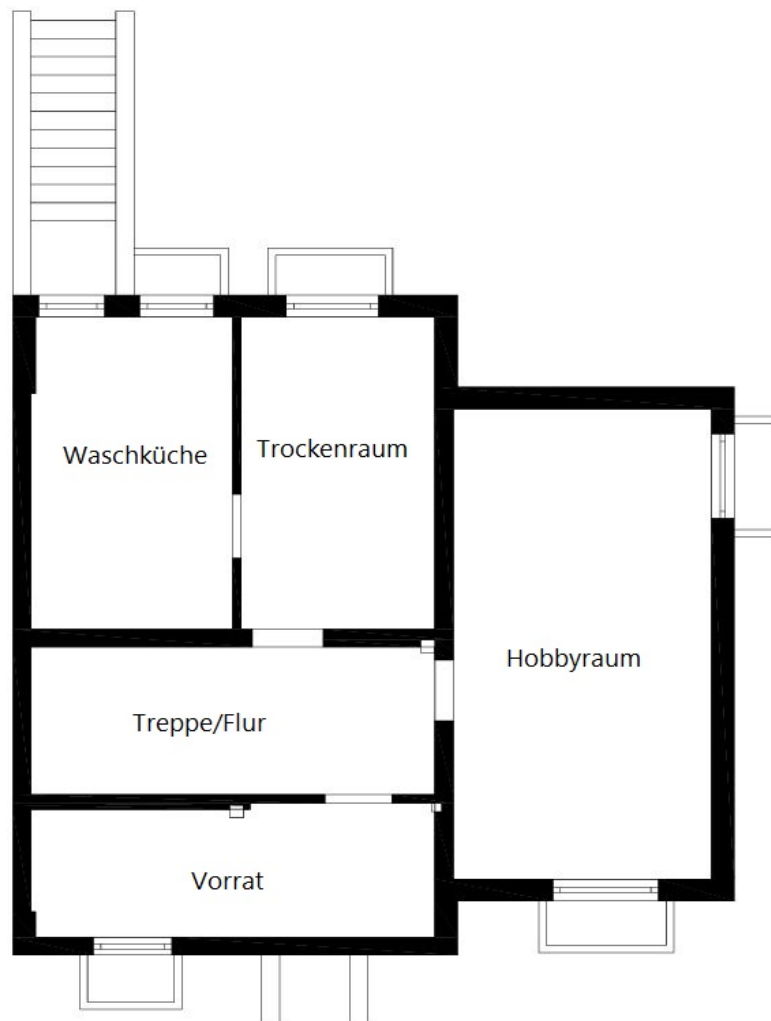 Waschküche
Trockenraum
Hobbyraum
Treppe/Flur
Vorrat